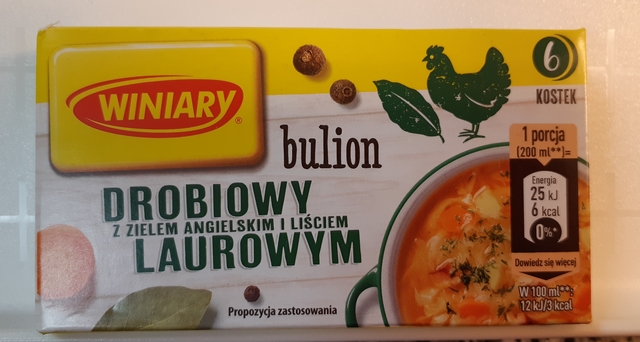 WINIARY®
6
KOSTEK
bulion
DROBIOWY
Z ZIELEM ANGIELSKIM I LIŚCIEM
LAUROWYM
Propozycja zastosowania
1 porcja
(200 ml**)=
Energia
25 kJ
6 kcal
0%*
Dowiedz się więcej
W 100 ml**:
12 kJ/3 kcal